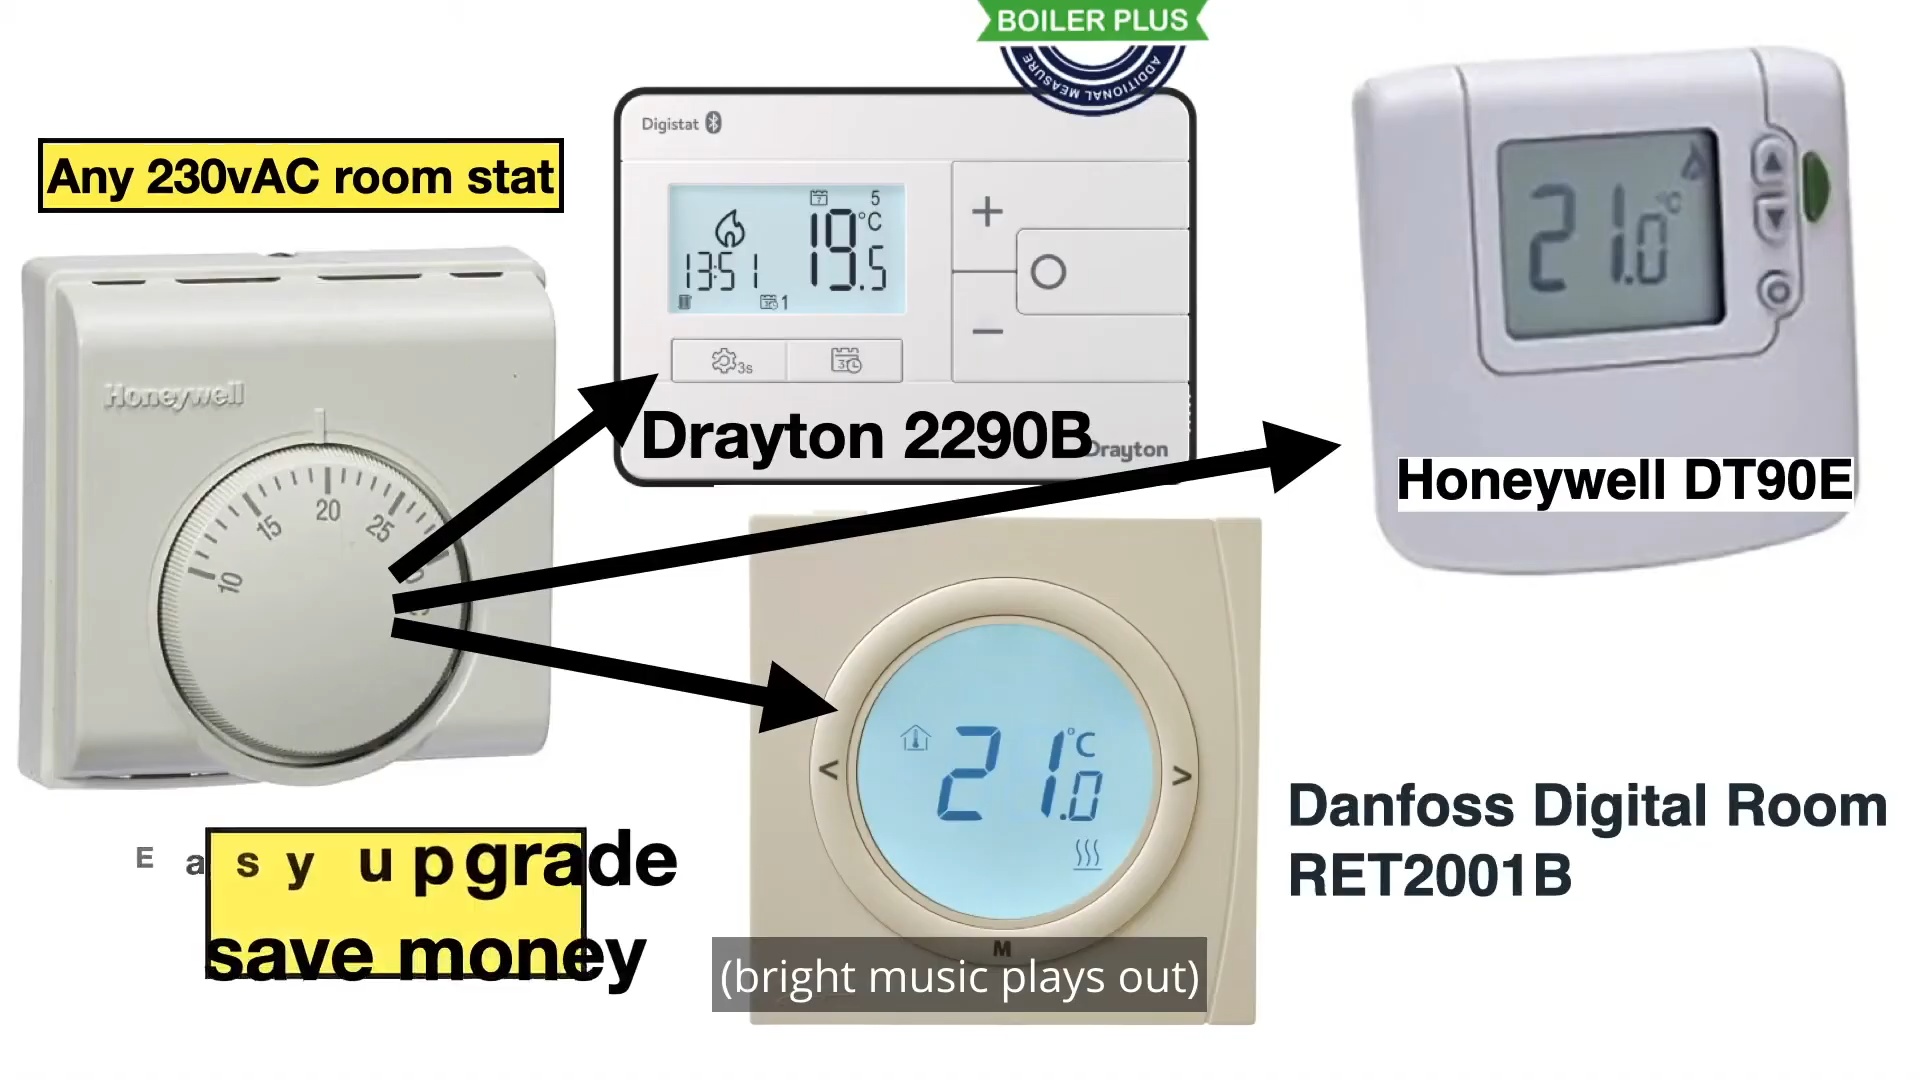 BOILER PLUS
ADDITIONAL MEASURE
Any 230vAC room stat
Digistat
7
5
19.5
°C
13:51
1
3s
3
Drayton 2290B
Drayton
21.0
°C
Honeywell DT90E
Honeywell
10
15
20
25
21.0
°C
<
>
M
Danfoss Digital Room
RET2001B
Easy upgrade
save money
(bright music plays out)